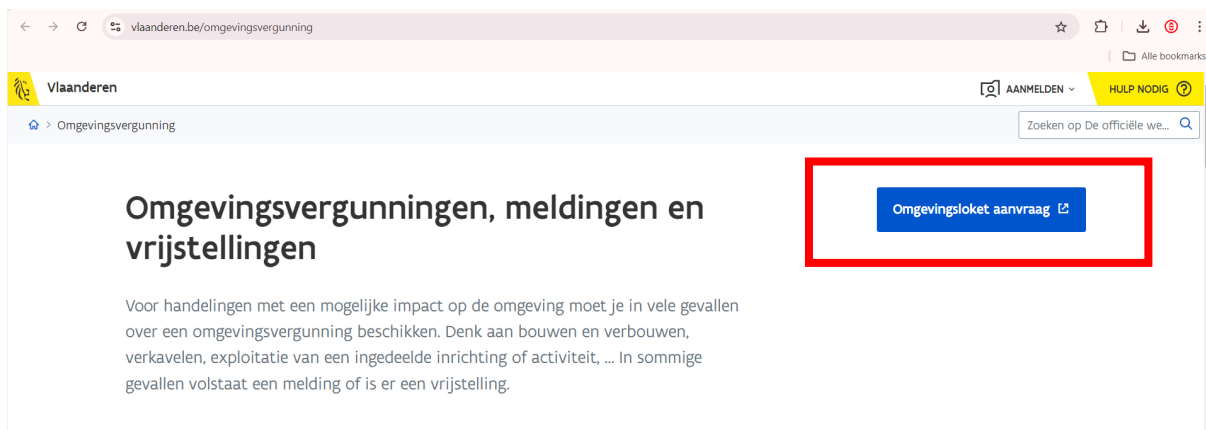 vlaanderen.be/omgevingsvergunning
Alle bookmarks
Vlaanderen
AANMELDEN
HULP NODIG
Omgevingsvergunning
Zoeken op De officiële we...
Omgevingsvergunningen, meldingen en
vrijstellingen
Omgevingsloket aanvraag
Voor handelingen met een mogelijke impact op de omgeving moet je in vele gevallen
over een omgevingsvergunning beschikken. Denk aan bouwen en verbouwen,
verkavelen, exploitatie van een ingedeelde inrichting of activiteit, ... In sommige
gevallen volstaat een melding of is er een vrijstelling.